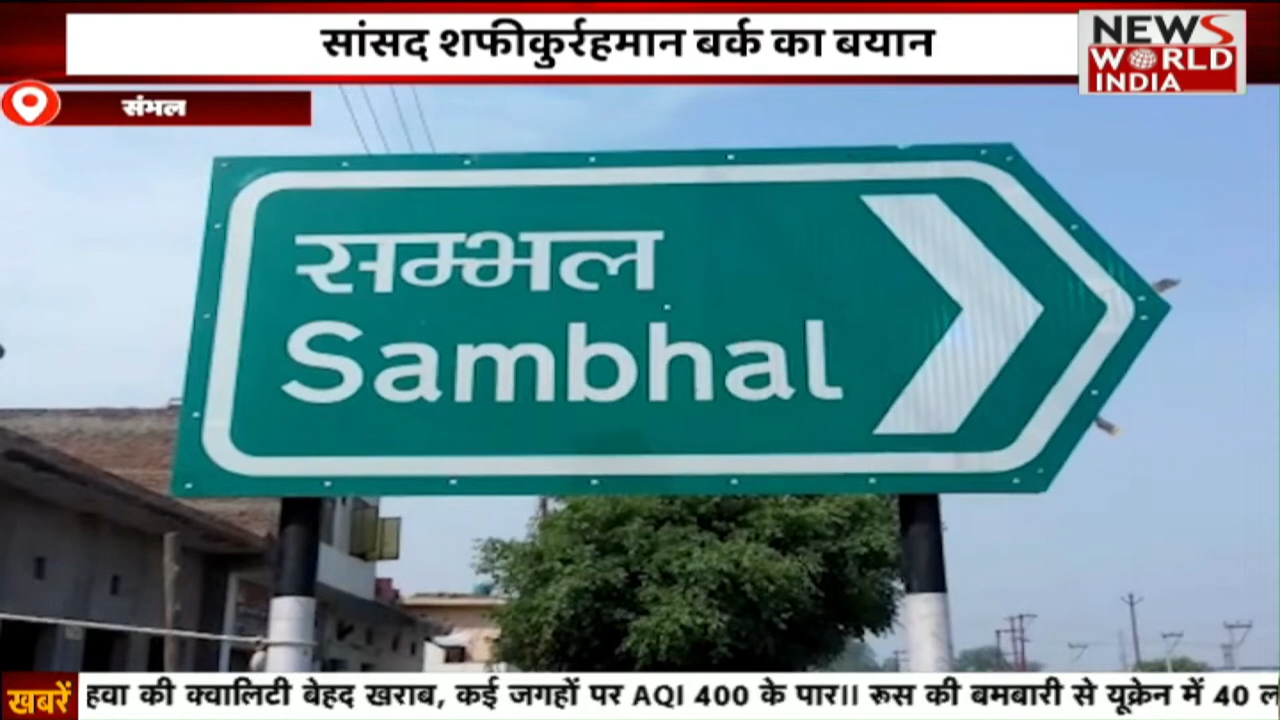 सांसद शफीकुर्रहमान बर्क का बयान
NEWS
WORLD
INDIA
संभल
सम्भल
Sambhal
खबरें
हवा की क्वालिटी बेहद खराब, कई जगहों पर AQI 400 के पार।। रूस की बमबारी से यूक्रेन में 40